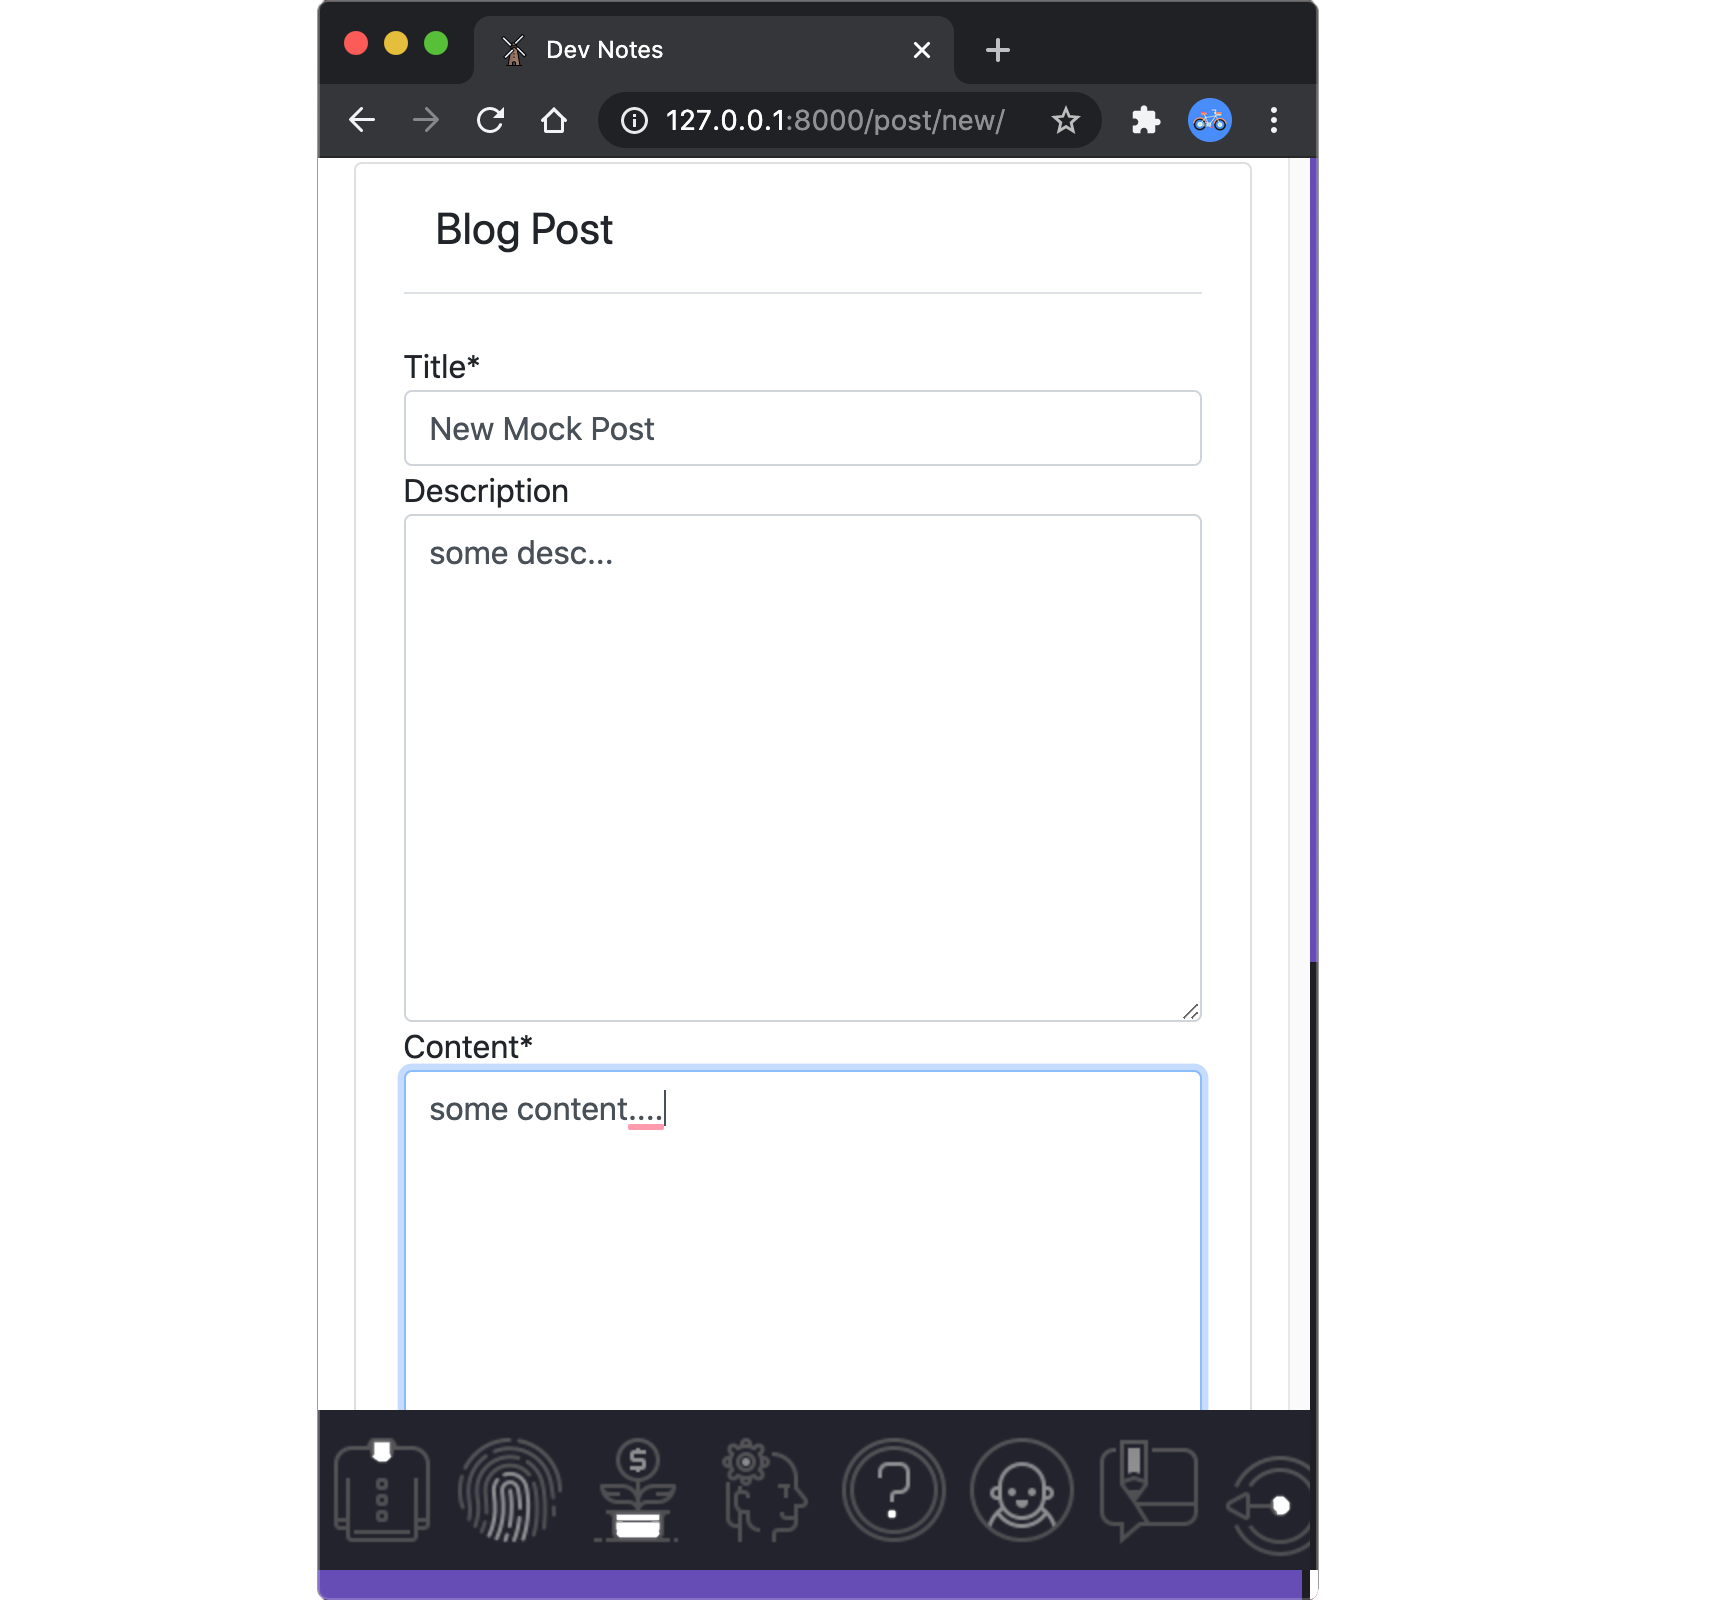 Dev Notes
127.0.0.1:8000/post/new/
Blog Post
Title*
New Mock Post
Description
some desc...
Content*
some content....
$
?